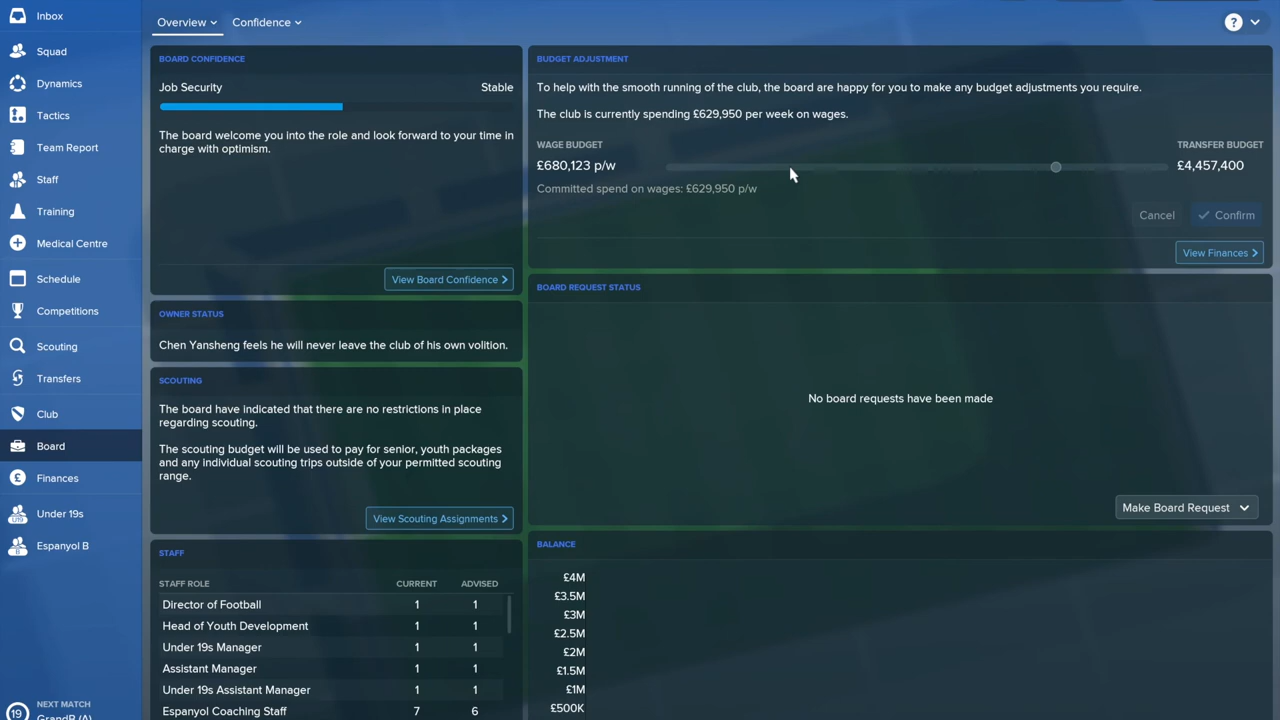 Inbox
Squad
Dynamics
Tactics
Team Report
Staff
Training
Medical Centre
Schedule
Competitions
Scouting
Transfers
Club
Board
£ Finances
U19 Under 19s
B Espanyol B
19 NEXT MATCH
GrandP (A)
Overview Confidence
?
BOARD CONFIDENCE
Job Security Stable
The board welcome you into the role and look forward to your time in
charge with optimism.
View Board Confidence
OWNER STATUS
Chen Yansheng feels he will never leave the club of his own volition.
SCOUTING
The board have indicated that there are no restrictions in place
regarding scouting.
The scouting budget will be used to pay for senior, youth packages
and any individual scouting trips outside of your permitted scouting
range.
View Scouting Assignments
STAFF
STAFF ROLE CURRENT ADVISED
Director of Football 1 1
Head of Youth Development 1 1
Under 19s Manager 1 1
Assistant Manager 1 1
Under 19s Assistant Manager 1 1
Espanyol Coaching Staff 7 6
BUDGET ADJUSTMENT
To help with the smooth running of the club, the board are happy for you to make any budget adjustments you require.
The club is currently spending £629,950 per week on wages.
WAGE BUDGET TRANSFER BUDGET
£680,123 p/w £4,457,400
Committed spend on wages: £629,950 p/w
Cancel Confirm
View Finances
BOARD REQUEST STATUS
No board requests have been made
Make Board Request
BALANCE
£4M
£3.5M
£3M
£2.5M
£2M
£1.5M
£1M
£500K